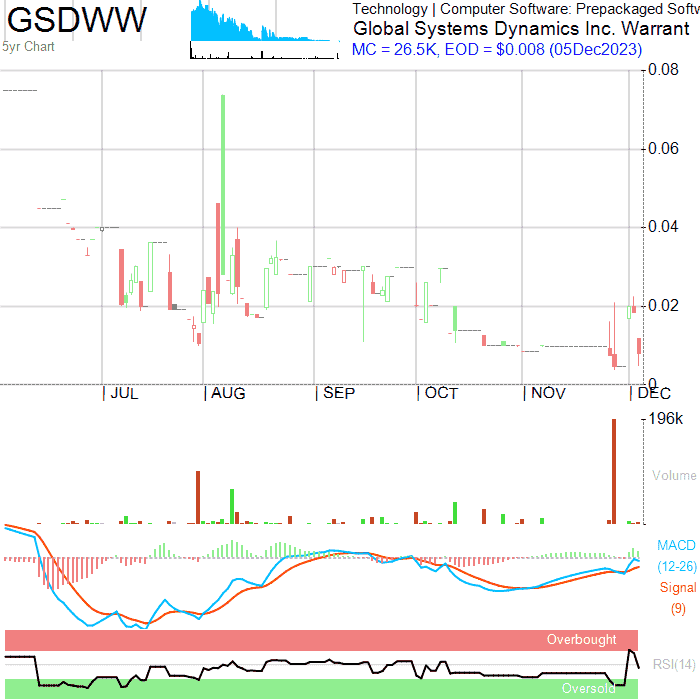 GSDWW
5yr Chart
Technology | Computer Software: Prepackaged Softw
Global Systems Dynamics Inc. Warrant
MC = 26.5K, EOD = $0.008 (05Dec2023)
0.08
0.06
0.04
0.02
0
JUL AUG SEP OCT NOV DEC
196k
Volume
MACD
(12-26)
Signal
(9)
Overbought
RSI(14)
Oversold